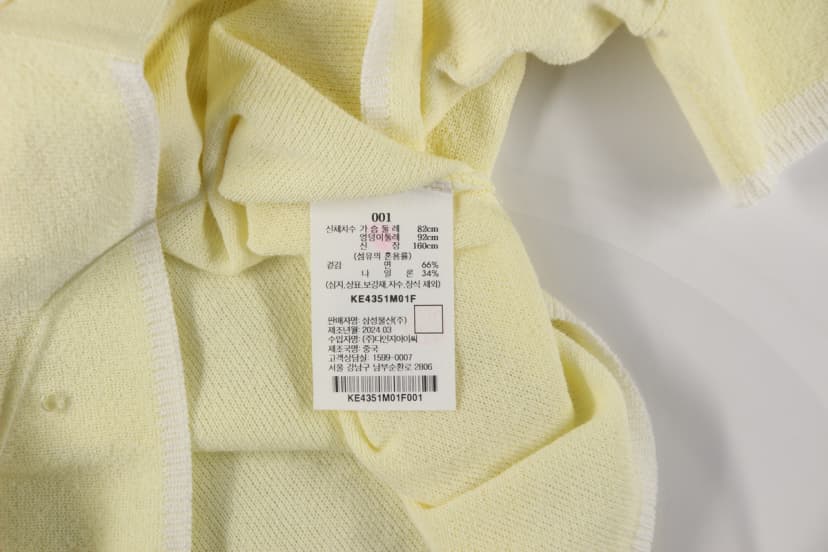 001
신체치수 가 슴 둘 레 82cm
엉덩이둘레 92cm
신 장 160cm
(섬유의 혼용률)
겉감 면 66%
나 일 론 34%
(심지,상표,보강재,자수,장식 제외)
KE4351M01F
판매자명: 삼성물산(주)
제조년월: 2024.03
수입자명: (주)디인지아이씨
제조국명: 중국
고객상담실: 1599-0007
서울 강남구 남부순환로 2806
KE4351M01F001